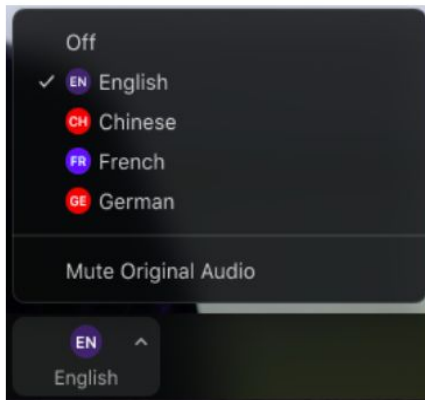 Off
EN English
CH Chinese
FR French
GE German
Mute Original Audio
EN
English